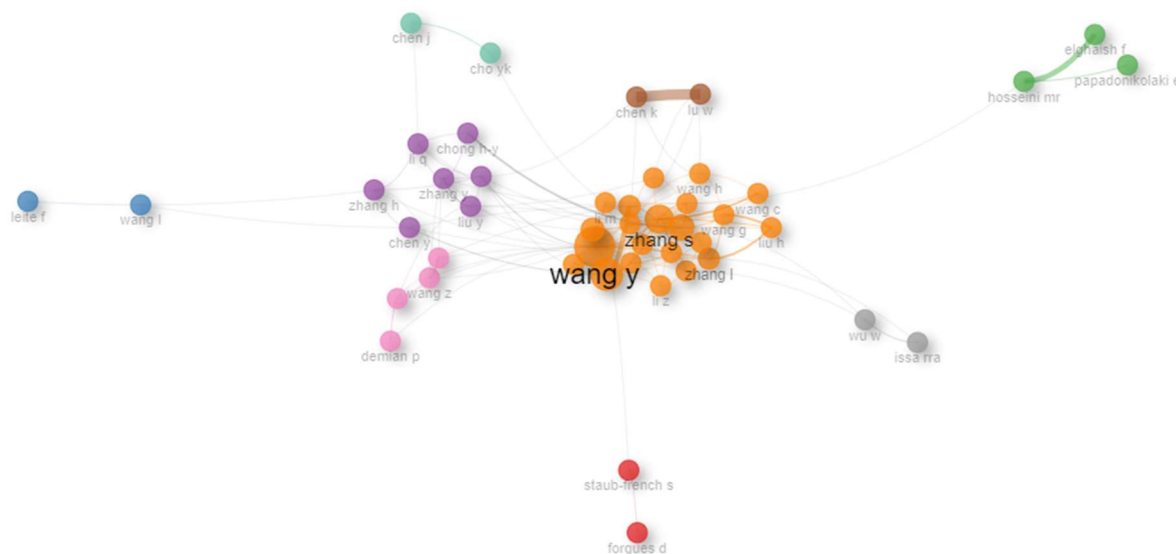 chen j
elghaish f
cho yk
papadonikolaki e
hosseini mr
chen k
lu w
chong h-y
li q
zhang y
wang h
zhang h
leite f
wang l
liu y
li m
wang c
wang g
liu h
chen y
zhang s
wang y
zhang l
wang z
li z
wu w
demian p
issa rra
staub-french s
forgues d